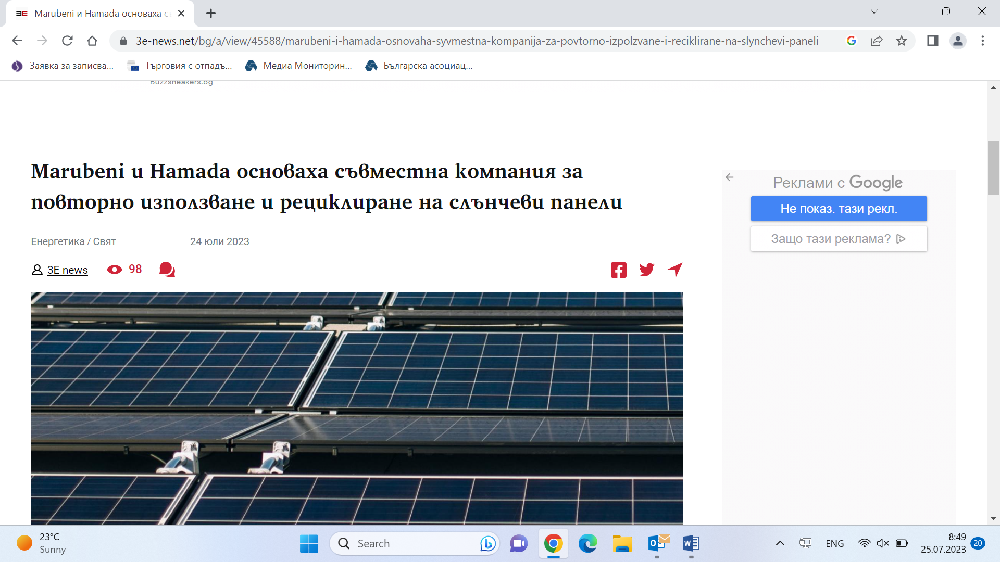 Marubeni и Hamada основаха съ
3e-news.net/bg/a/view/45588/marubeni-i-hamada-osnovaha-syvmestna-kompanija-za-povtorno-izpolzvane-i-reciklirane-na-slynchevi-paneli
Заявка за записва...
Търговия с отпадъ...
Медиа Мониторин...
Българска асоциац...
Buzzsneakers.bg
Marubeni и Hamada основаха съвместна компания за
повторно използване и рециклиране на слънчеви панели
Енергетика / Свят
24 юли 2023
3E news
98
Реклами с Google
Не показ. тази рекл.
Защо тази реклама?
23°C
Sunny
Search
ENG
8:49
25.07.2023
20